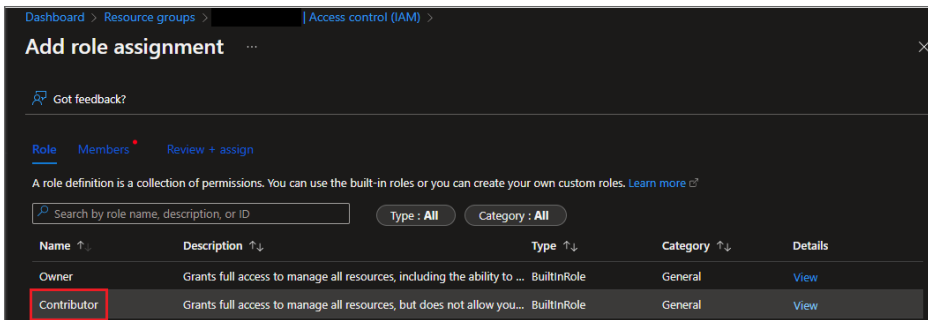 Dashboard > Resource groups > | Access control (IAM) >
Add role assignment ...
Got feedback?
Role Members Review + assign
A role definition is a collection of permissions. You can use the built-in roles or you can create your own custom roles. Learn more
Search by role name, description, or ID Type : All Category : All
Name ↑↓ Description ↑↓ Type ↑↓ Category ↑↓ Details
Owner Grants full access to manage all resources, including the ability to ... BuiltInRole General View
Contributor Grants full access to manage all resources, but does not allow you... BuiltInRole General View